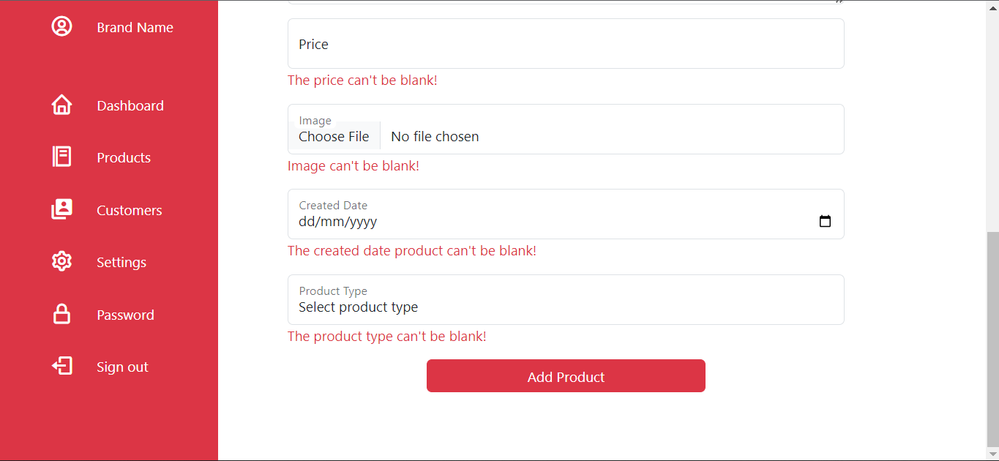 Brand Name
Dashboard
Products
Customers
Settings
Password
Sign out
Price
The price can't be blank!
Image
Choose File No file chosen
Image can't be blank!
Created Date
dd/mm/yyyy
The created date product can't be blank!
Product Type
Select product type
The product type can't be blank!
Add Product